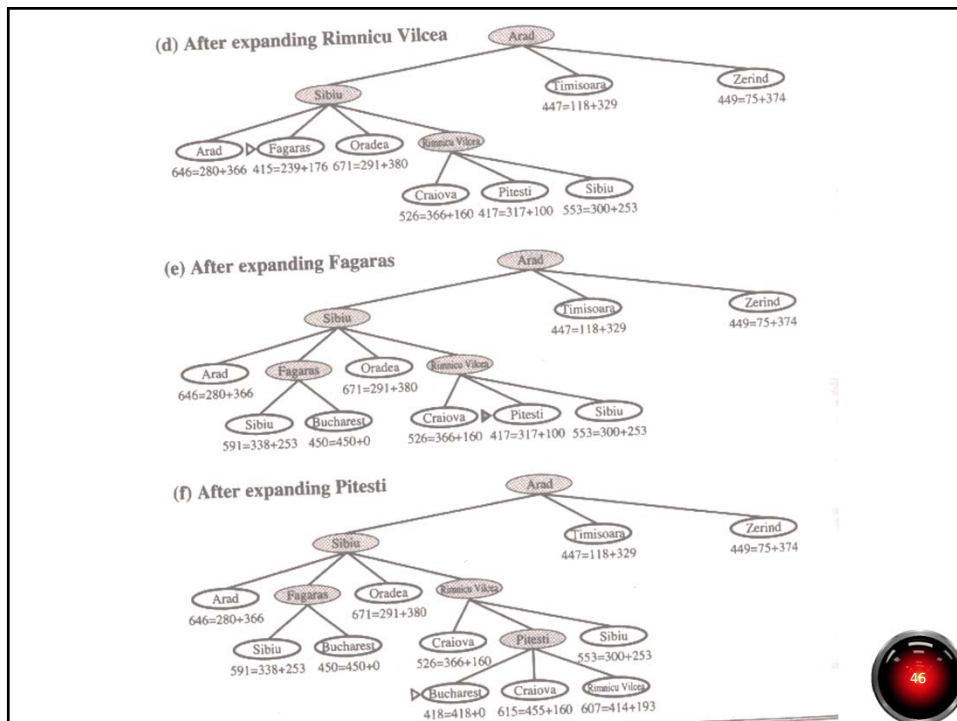 (d) After expanding Rimnicu Vilcea
Arad
Sibiu
Timisoara
447=118+329
Zerind
449=75+374
Arad
646=280+366
Fagaras
415=239+176
Oradea
671=291+380
Rimnicu Vilcea
Craiova
526=366+160
Pitesti
417=317+100
Sibiu
553=300+253
(e) After expanding Fagaras
Arad
Sibiu
Timisoara
447=118+329
Zerind
449=75+374
Arad
646=280+366
Fagaras
Oradea
671=291+380
Rimnicu Vilcea
Sibiu
591=338+253
Bucharest
450=450+0
Craiova
526=366+160
Pitesti
417=317+100
Sibiu
553=300+253
(f) After expanding Pitesti
Arad
Sibiu
Timisoara
447=118+329
Zerind
449=75+374
Arad
646=280+366
Fagaras
Oradea
671=291+380
Rimnicu Vilcea
Sibiu
591=338+253
Bucharest
450=450+0
Craiova
526=366+160
Pitesti
Sibiu
553=300+253
Bucharest
418=418+0
Craiova
615=455+160
Rimnicu Vilcea
607=414+193
46